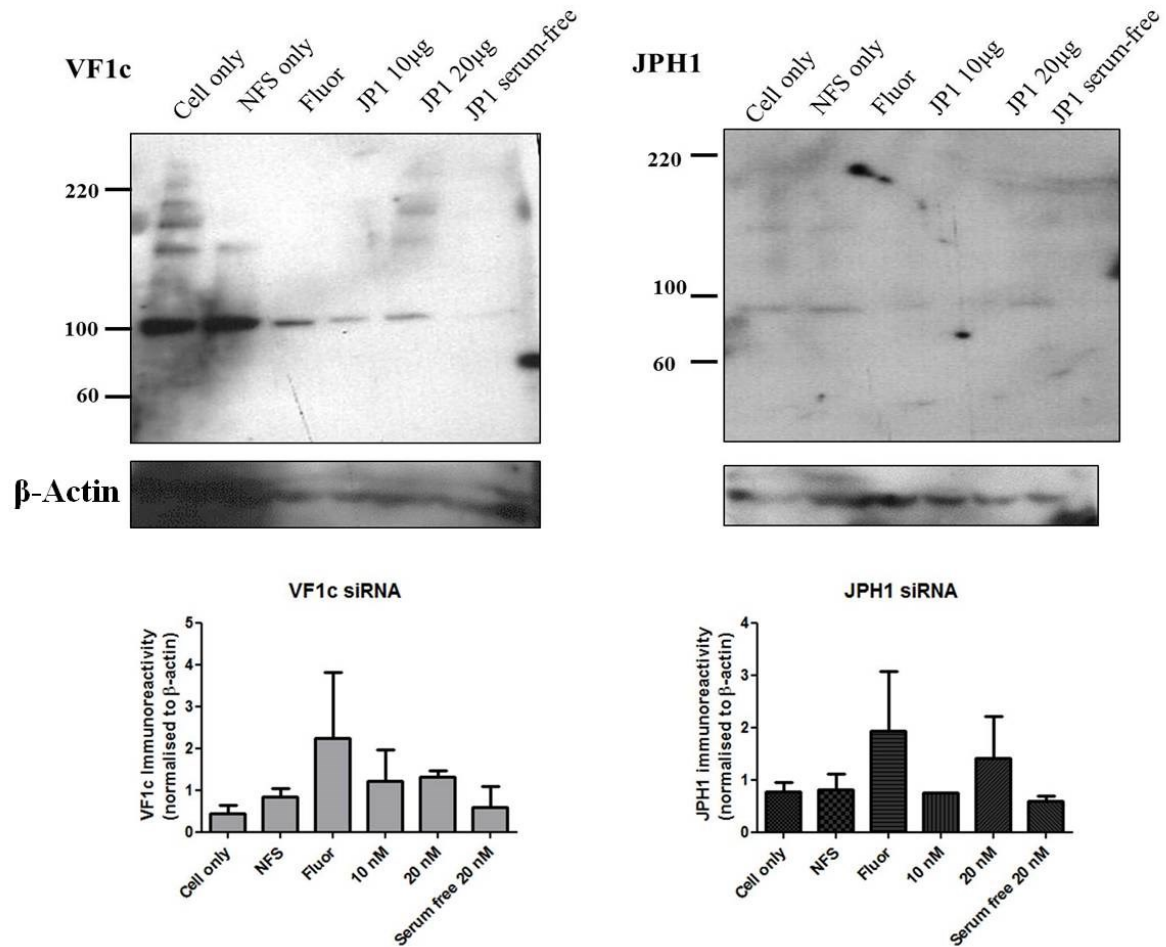 VF1c
Cell only
NFS only
Fluor
JP1 10µg
JP1 20µg
JP1 serum-free
220
100
60
JPH1
Cell only
NFS only
Fluor
JP1 10µg
JP1 20µg
JP1 serum-free
220
100
60
β-Actin
VF1c siRNA
VF1c Immunoreactivity
(normalised to β-actin)
5
4
3
2
1
0
Cell only
NFS
Fluor
10 nM
20 nM
Serum free 20 nM
JPH1 siRNA
JPH1 immunoreactivity
(normalised to β-actin)
4
3
2
1
0
Cell only
NFS
Fluor
10 nM
20 nM
Serum free 20 nM